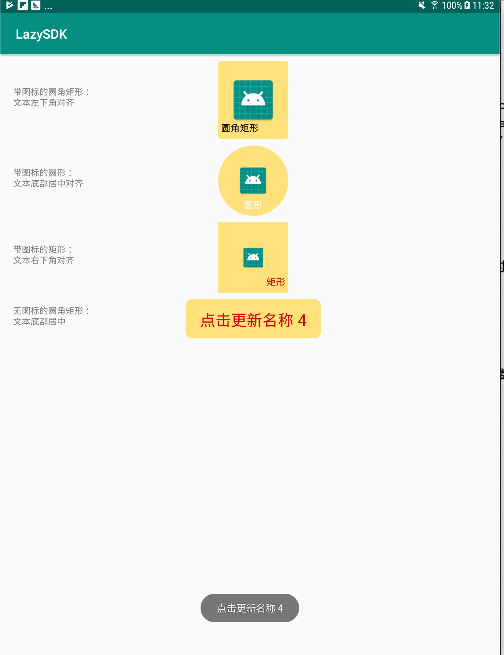 ... 100% 11:32
LazySDK
带图标的圆角矩形：
文本左下角对齐
圆角矩形
带图标的圆形：
文本底部居中对齐
圆形
带图标的矩形：
文本右下角对齐
矩形
无图标的圆角矩形：
文本底部居中
点击更新名称 4
点击更新名称 4